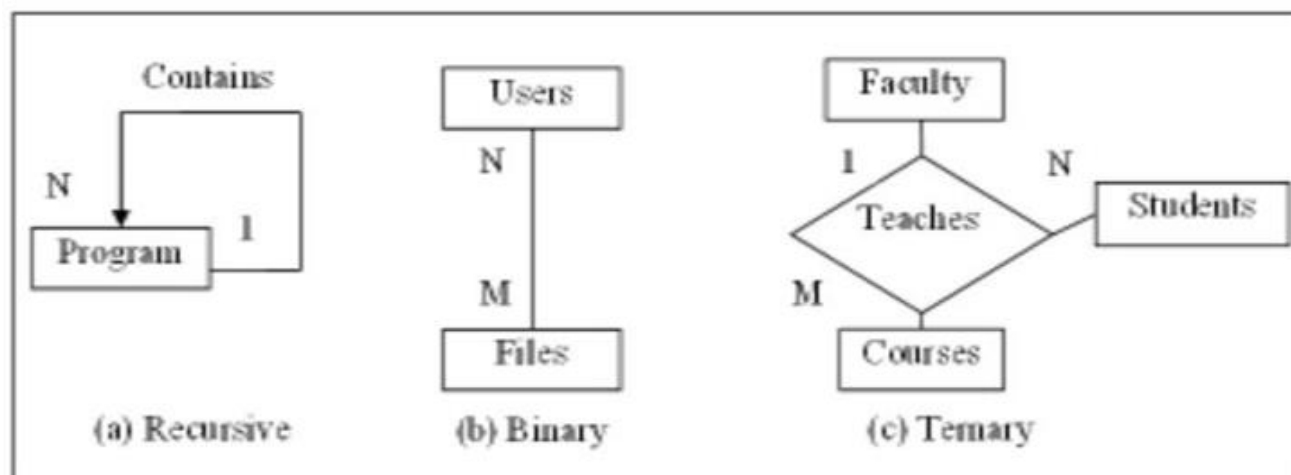 Contains
N
1
Program
(a) Recursive
Users
N
M
Files
(b) Binary
Faculty
1
N
Teaches
Students
M
Courses
(c) Ternary